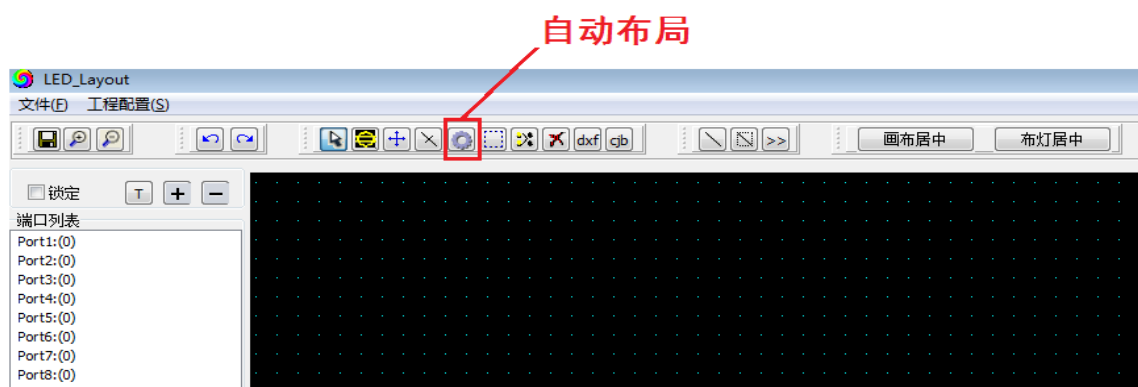 自动布局
LED_Layout
文件(F) 工程配置(S)
dxf cjb >> 画布居中 布灯居中
锁定 T + −
端口列表
Port1:(0)
Port2:(0)
Port3:(0)
Port4:(0)
Port5:(0)
Port6:(0)
Port7:(0)
Port8:(0)